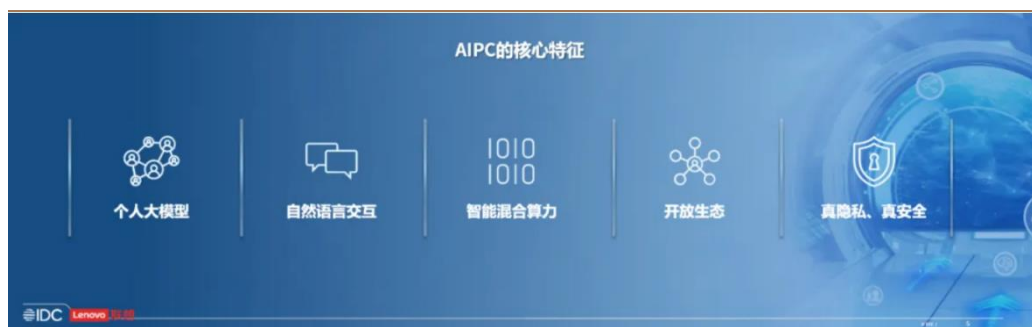 AIPC的核心特征
1010
1010
个人大模型
自然语言交互
智能混合算力
开放生态
真隐私、真安全
IDC Lenovo 联想